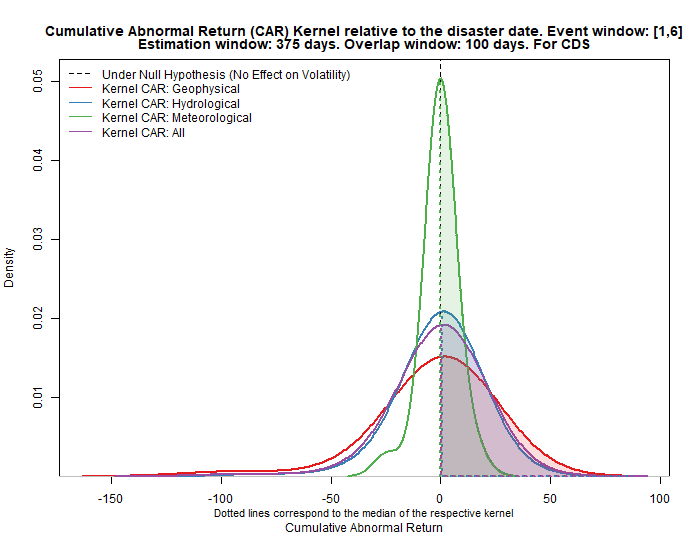 Cumulative Abnormal Return (CAR) Kernel relative to the disaster date. Event window: [1,6]
Estimation window: 375 days. Overlap window: 100 days. For CDS
Under Null Hypothesis (No Effect on Volatility)
Kernel CAR: Geophysical
Kernel CAR: Hydrological
Kernel CAR: Meteorological
Kernel CAR: All
0.05
0.04
0.03
0.02
0.01
Density
-150 -100 -50 0 50 100
Dotted lines correspond to the median of the respective kernel
Cumulative Abnormal Return